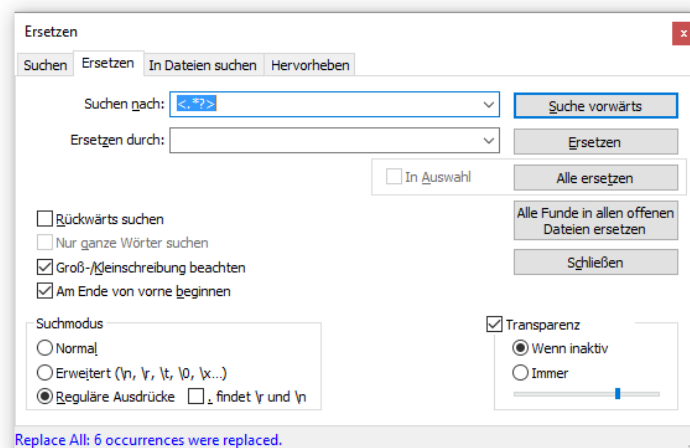 Ersetzen
x
Suchen Ersetzen In Dateien suchen Hervorheben
Suchen nach: <.*?> Suche vorwärts
Ersetzen durch: Ersetzen
In Auswahl Alle ersetzen
Rückwärts suchen
Alle Funde in allen offenen
Dateien ersetzen
Nur ganze Wörter suchen
Groß-/Kleinschreibung beachten Schließen
Am Ende von vorne beginnen
Suchmodus Transparenz
Normal Wenn inaktiv
Erweitert (\n, \r, \t, \0, \x...) Immer
Reguläre Ausdrücke . findet \r und \n
Replace All: 6 occurrences were replaced.